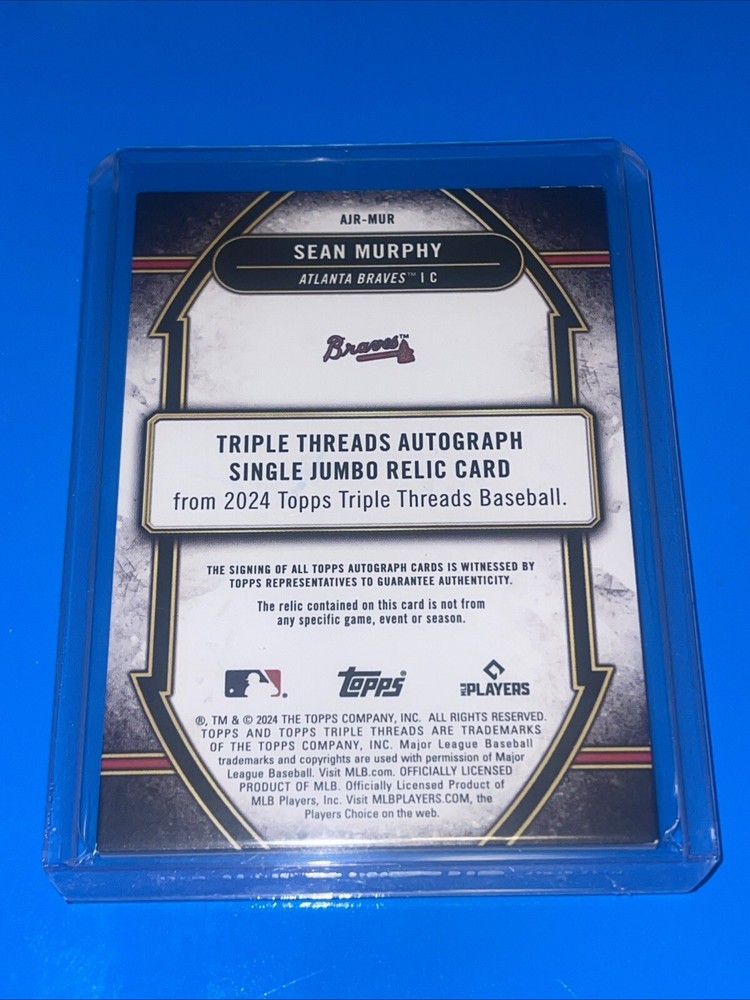 AJR-MUR
SEAN MURPHY
ATLANTA BRAVES™ | C
Braves™
TRIPLE THREADS AUTOGRAPH
SINGLE JUMBO RELIC CARD
from 2024 Topps Triple Threads Baseball.
THE SIGNING OF ALL TOPPS AUTOGRAPH CARDS IS WITNESSED BY
TOPPS REPRESENTATIVES TO GUARANTEE AUTHENTICITY.
The relic contained on this card is not from
any specific game, event or season.
topps®
MLB PLAYERS
®, TM & © 2024 THE TOPPS COMPANY, INC. ALL RIGHTS RESERVED.
TOPPS AND TOPPS TRIPLE THREADS ARE TRADEMARKS
OF THE TOPPS COMPANY, INC. Major League Baseball
trademarks and copyrights are used with permission of Major
League Baseball. Visit MLB.com. OFFICIALLY LICENSED
PRODUCT OF MLB. Officially Licensed Product of
MLB Players, Inc. Visit MLBPLAYERS.COM, the
Players Choice on the web.